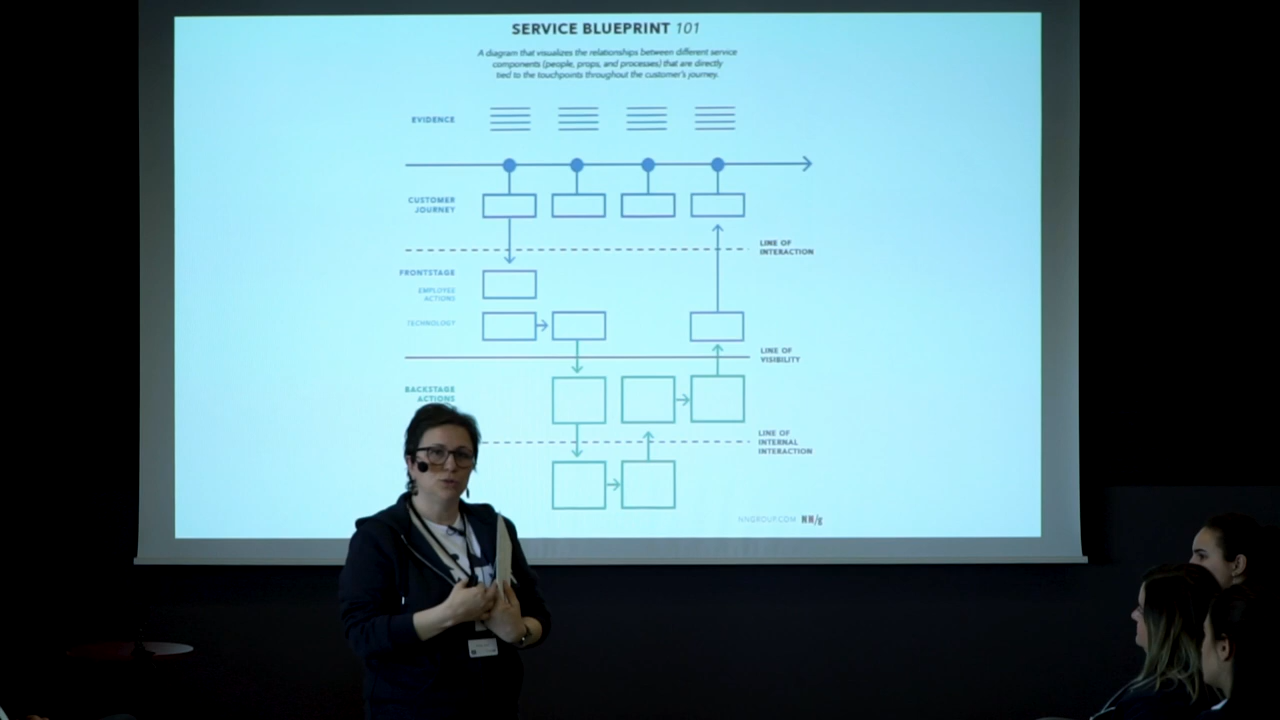 SERVICE BLUEPRINT 101
A diagram that visualizes the relationships between different service
components (people, props, and processes) that are directly
tied to the touchpoints throughout the customer's journey.
EVIDENCE
CUSTOMER
JOURNEY
LINE OF
INTERACTION
FRONTSTAGE
EMPLOYEE
ACTIONS
TECHNOLOGY
LINE OF
VISIBILITY
BACKSTAGE
ACTIONS
LINE OF
INTERNAL
INTERACTION
NNGROUP.COM NN/g